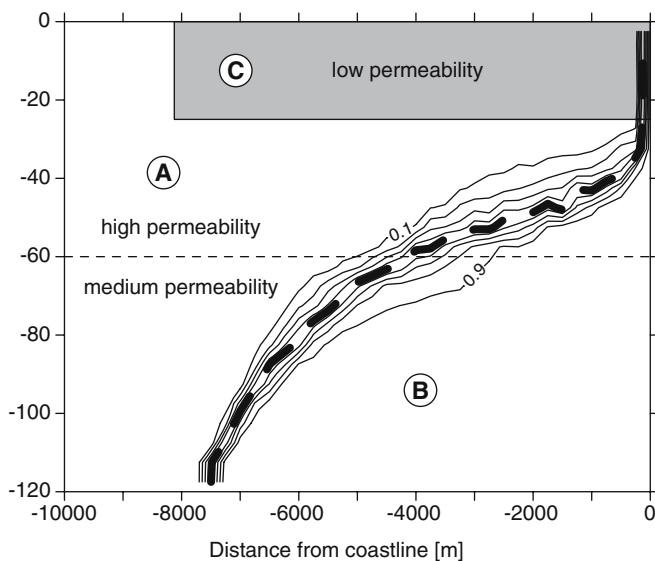 0
C
low permeability
-20
A
-40
high permeability
0.1
-60
medium permeability
0.9
-80
B
-100
-120
-10000 -8000 -6000 -4000 -2000 0
Distance from coastline [m]